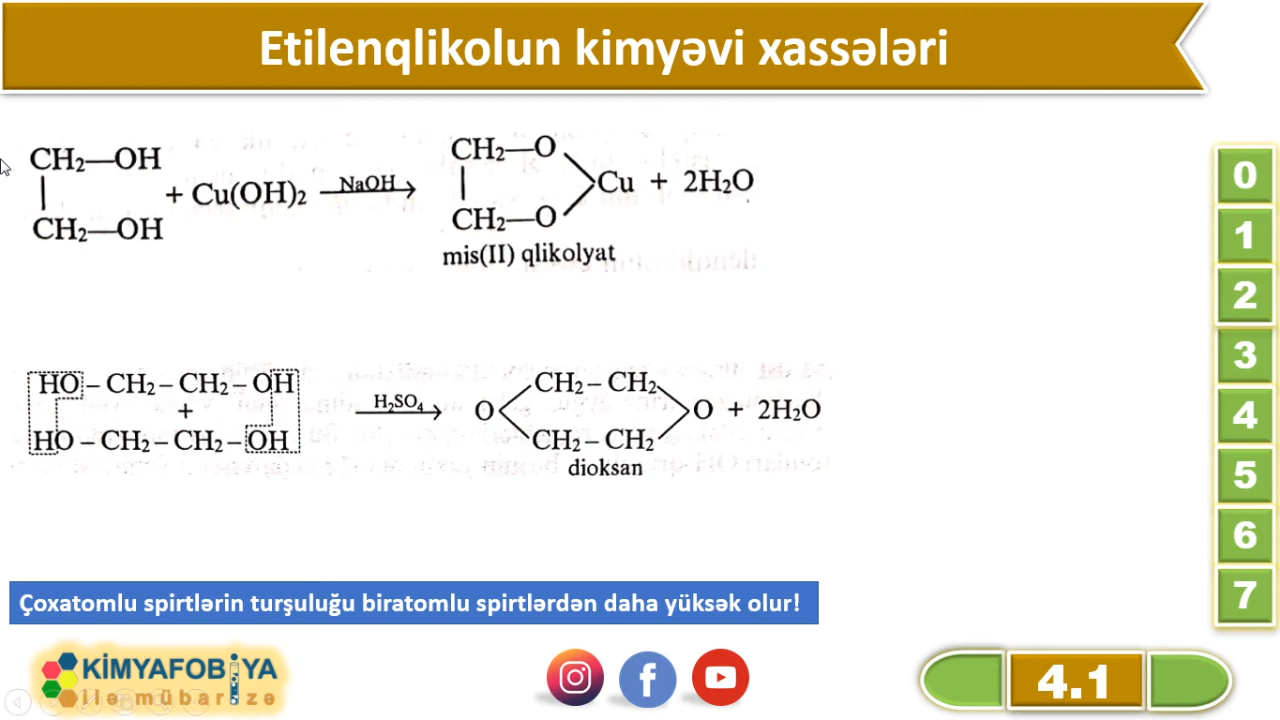 Etilenqlikolun kimyəvi xassələri
CH₂—OH
|
CH₂—OH
+ Cu(OH)₂
NaOH
CH₂—O
|
CH₂—O
Cu + 2H₂O
mis(II) qlikolyat
HO – CH₂ – CH₂ – OH
+
HO – CH₂ – CH₂ – OH
H₂SO₄
CH₂ – CH₂
O
O + 2H₂O
CH₂ – CH₂
dioksan
Çoxatomlu spirtlərin turşuluğu biratomlu spirtlərdən daha yüksək olur!
0
1
2
3
4
5
6
7
KİMYAFOBİYA
ilə mübarizə
4.1